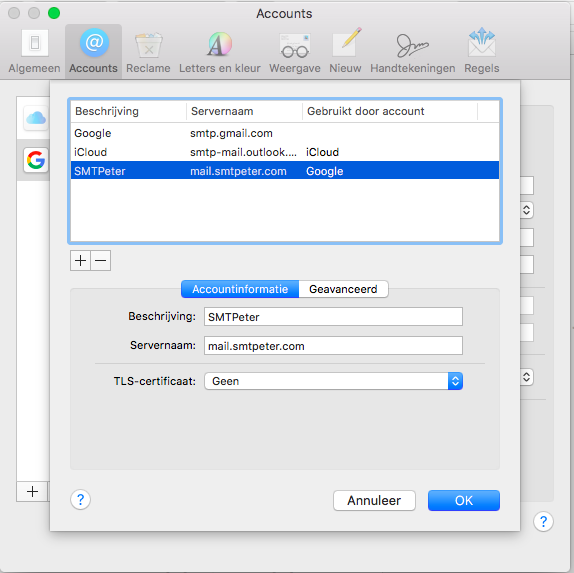 Accounts
Algemeen Accounts Reclame Letters en kleur Weergave Nieuw Handtekeningen Regels
Beschrijving Servernaam Gebruikt door account
Google smtp.gmail.com
iCloud smtp-mail.outlook.... iCloud
SMTPeter mail.smtpeter.com Google
+ −
Accountinformatie Geavanceerd
Beschrijving: SMTPeter
Servernaam: mail.smtpeter.com
TLS-certificaat: Geen
+
? Annuleer OK
?